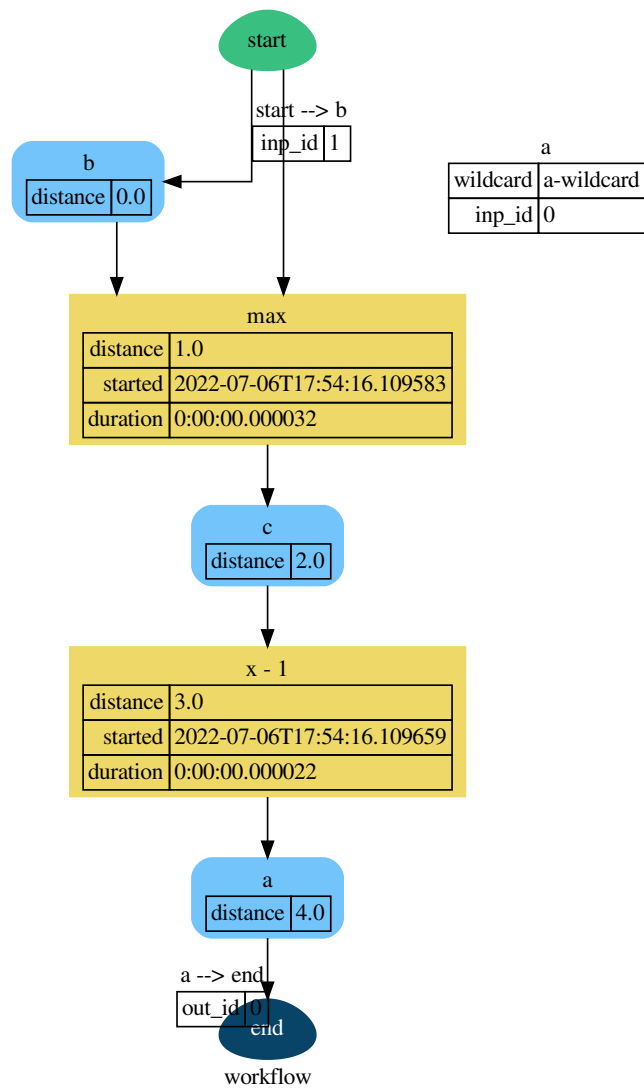 start
start --> b
inp_id 1
b
distance 0.0
a
wildcard a-wildcard
inp_id 0
max
distance 1.0
started 2022-07-06T17:54:16.109583
duration 0:00:00.000032
c
distance 2.0
x - 1
distance 3.0
started 2022-07-06T17:54:16.109659
duration 0:00:00.000022
a
distance 4.0
a --> end
out_id 0
end
workflow